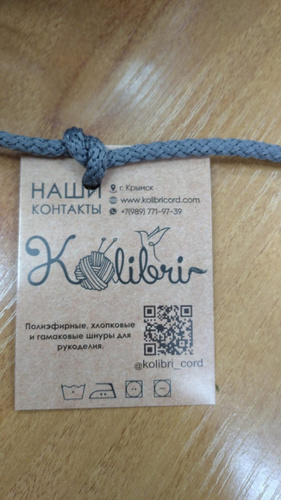 НАШИ
КОНТАКТЫ
г. Крымск
www.kolibricord.com
+7(989) 771-97-39
Kolibri
Полиэфирные, хлопковые
и гамаковые шнуры для
рукоделия.
@kolibri_cord